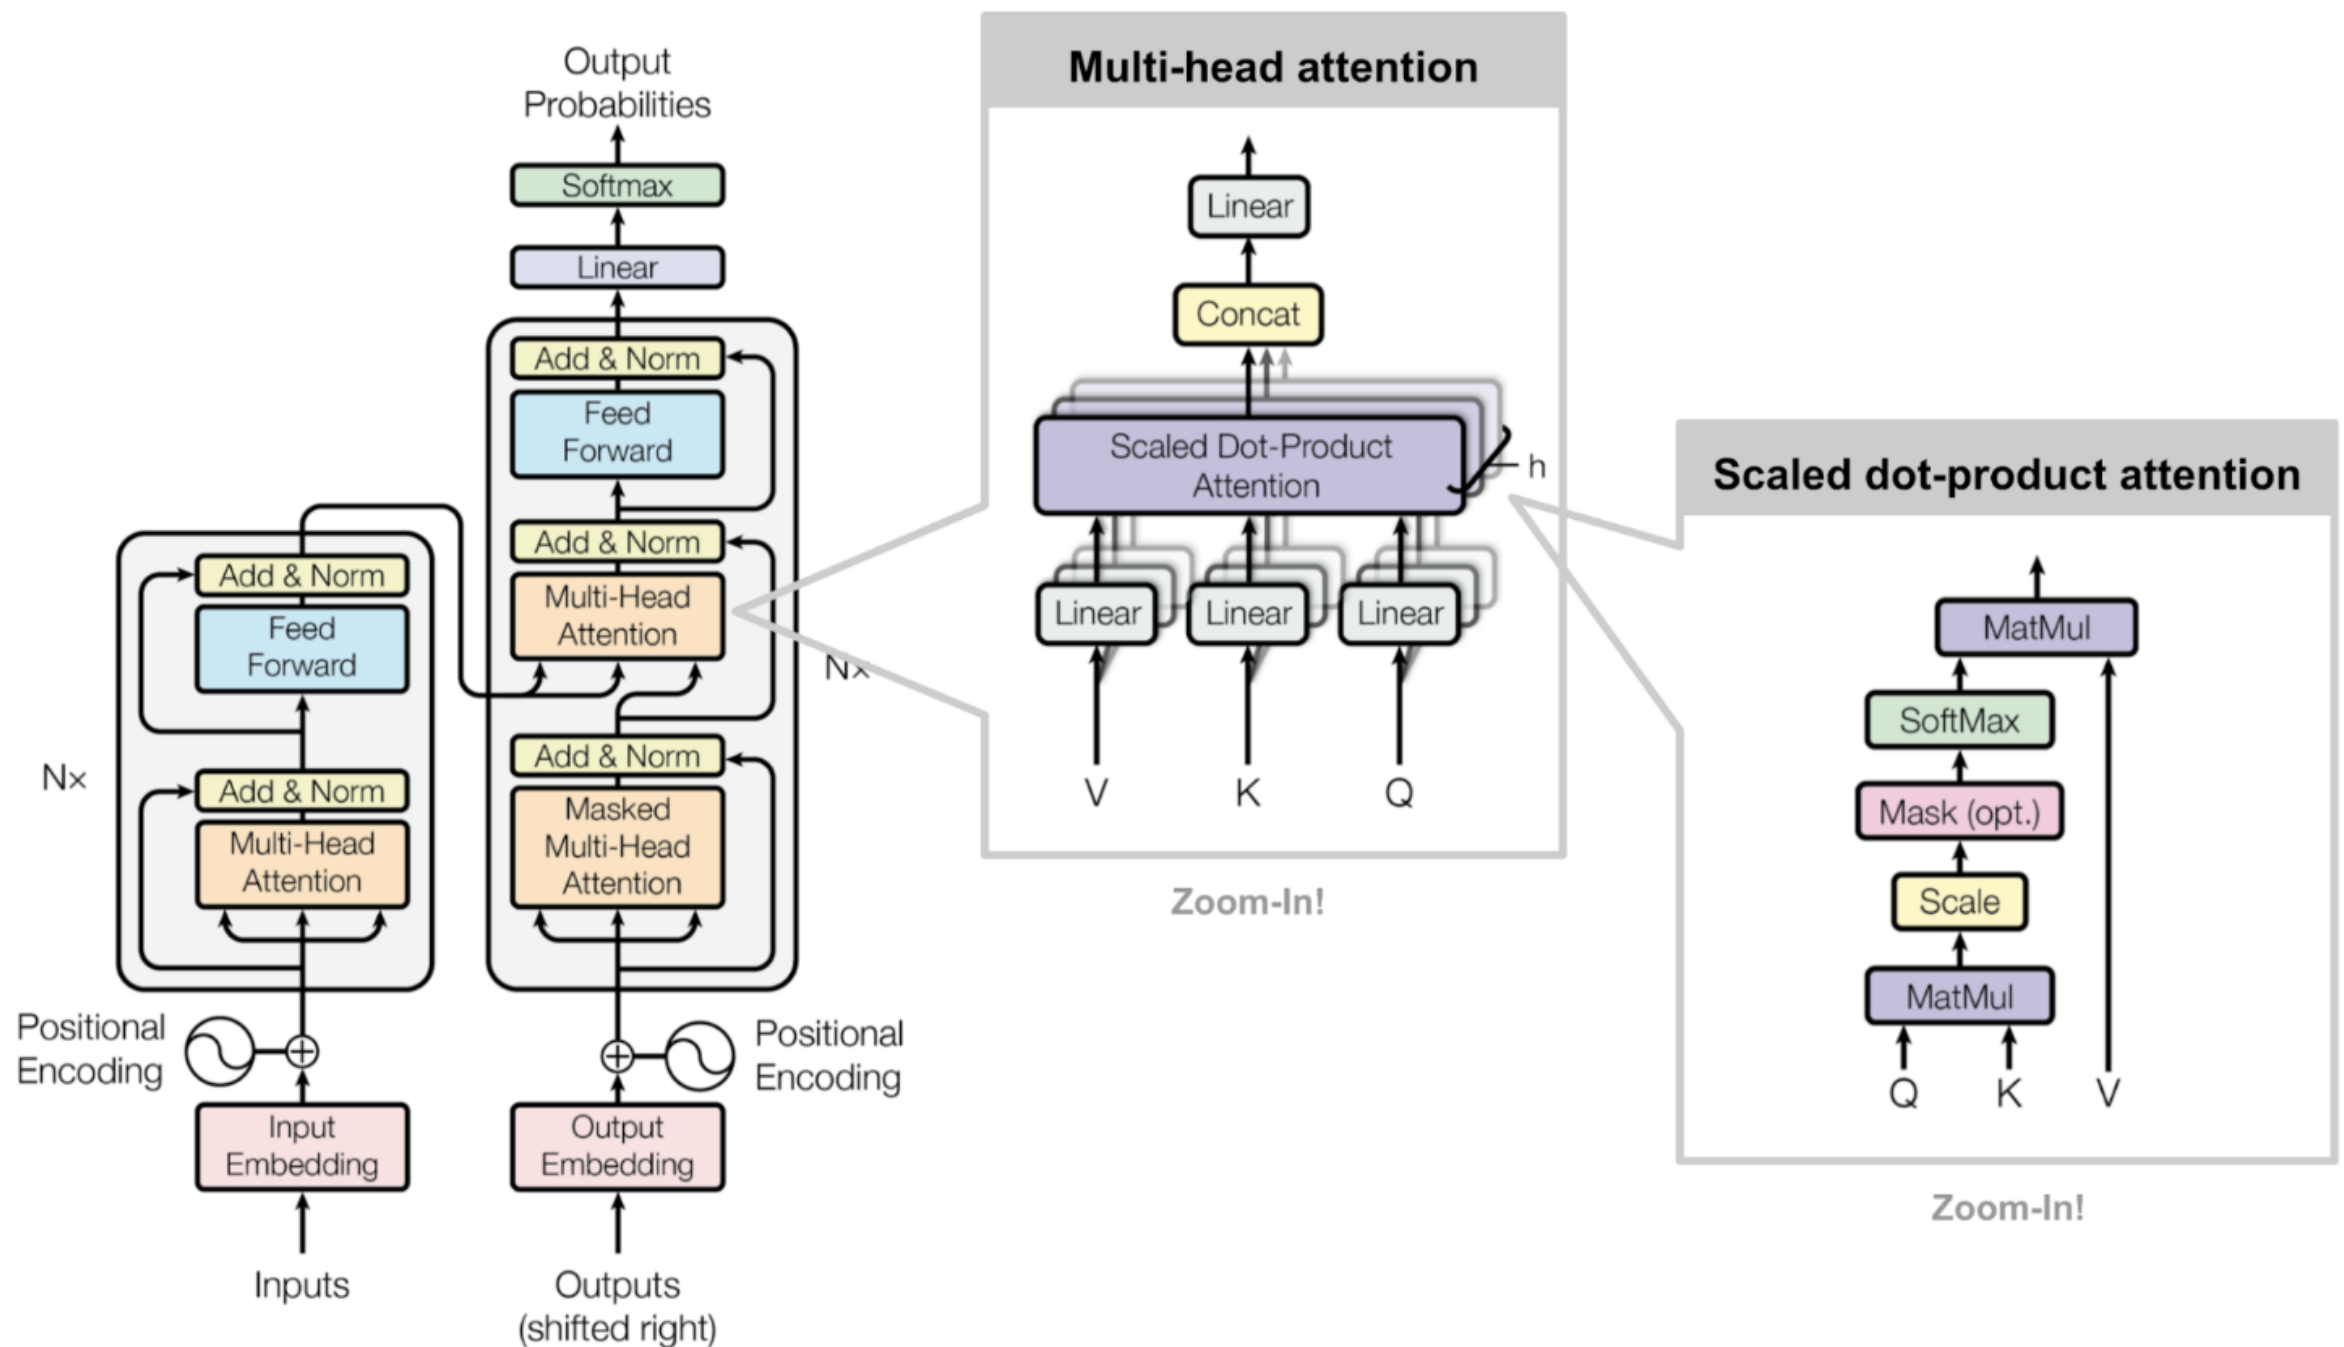 Output
Probabilities
Softmax
Linear
Add & Norm
Feed
Forward
Add & Norm
Multi-Head
Attention
N×
Add & Norm
Masked
Multi-Head
Attention
Positional
Encoding
Output
Embedding
Outputs
(shifted right)
Add & Norm
Feed
Forward
N×
Add & Norm
Multi-Head
Attention
Positional
Encoding
Input
Embedding
Inputs
Multi-head attention
Linear
Concat
Scaled Dot-Product
Attention
h
Linear Linear Linear
V K Q
Zoom-In!
Scaled dot-product attention
MatMul
SoftMax
Mask (opt.)
Scale
MatMul
Q K V
Zoom-In!